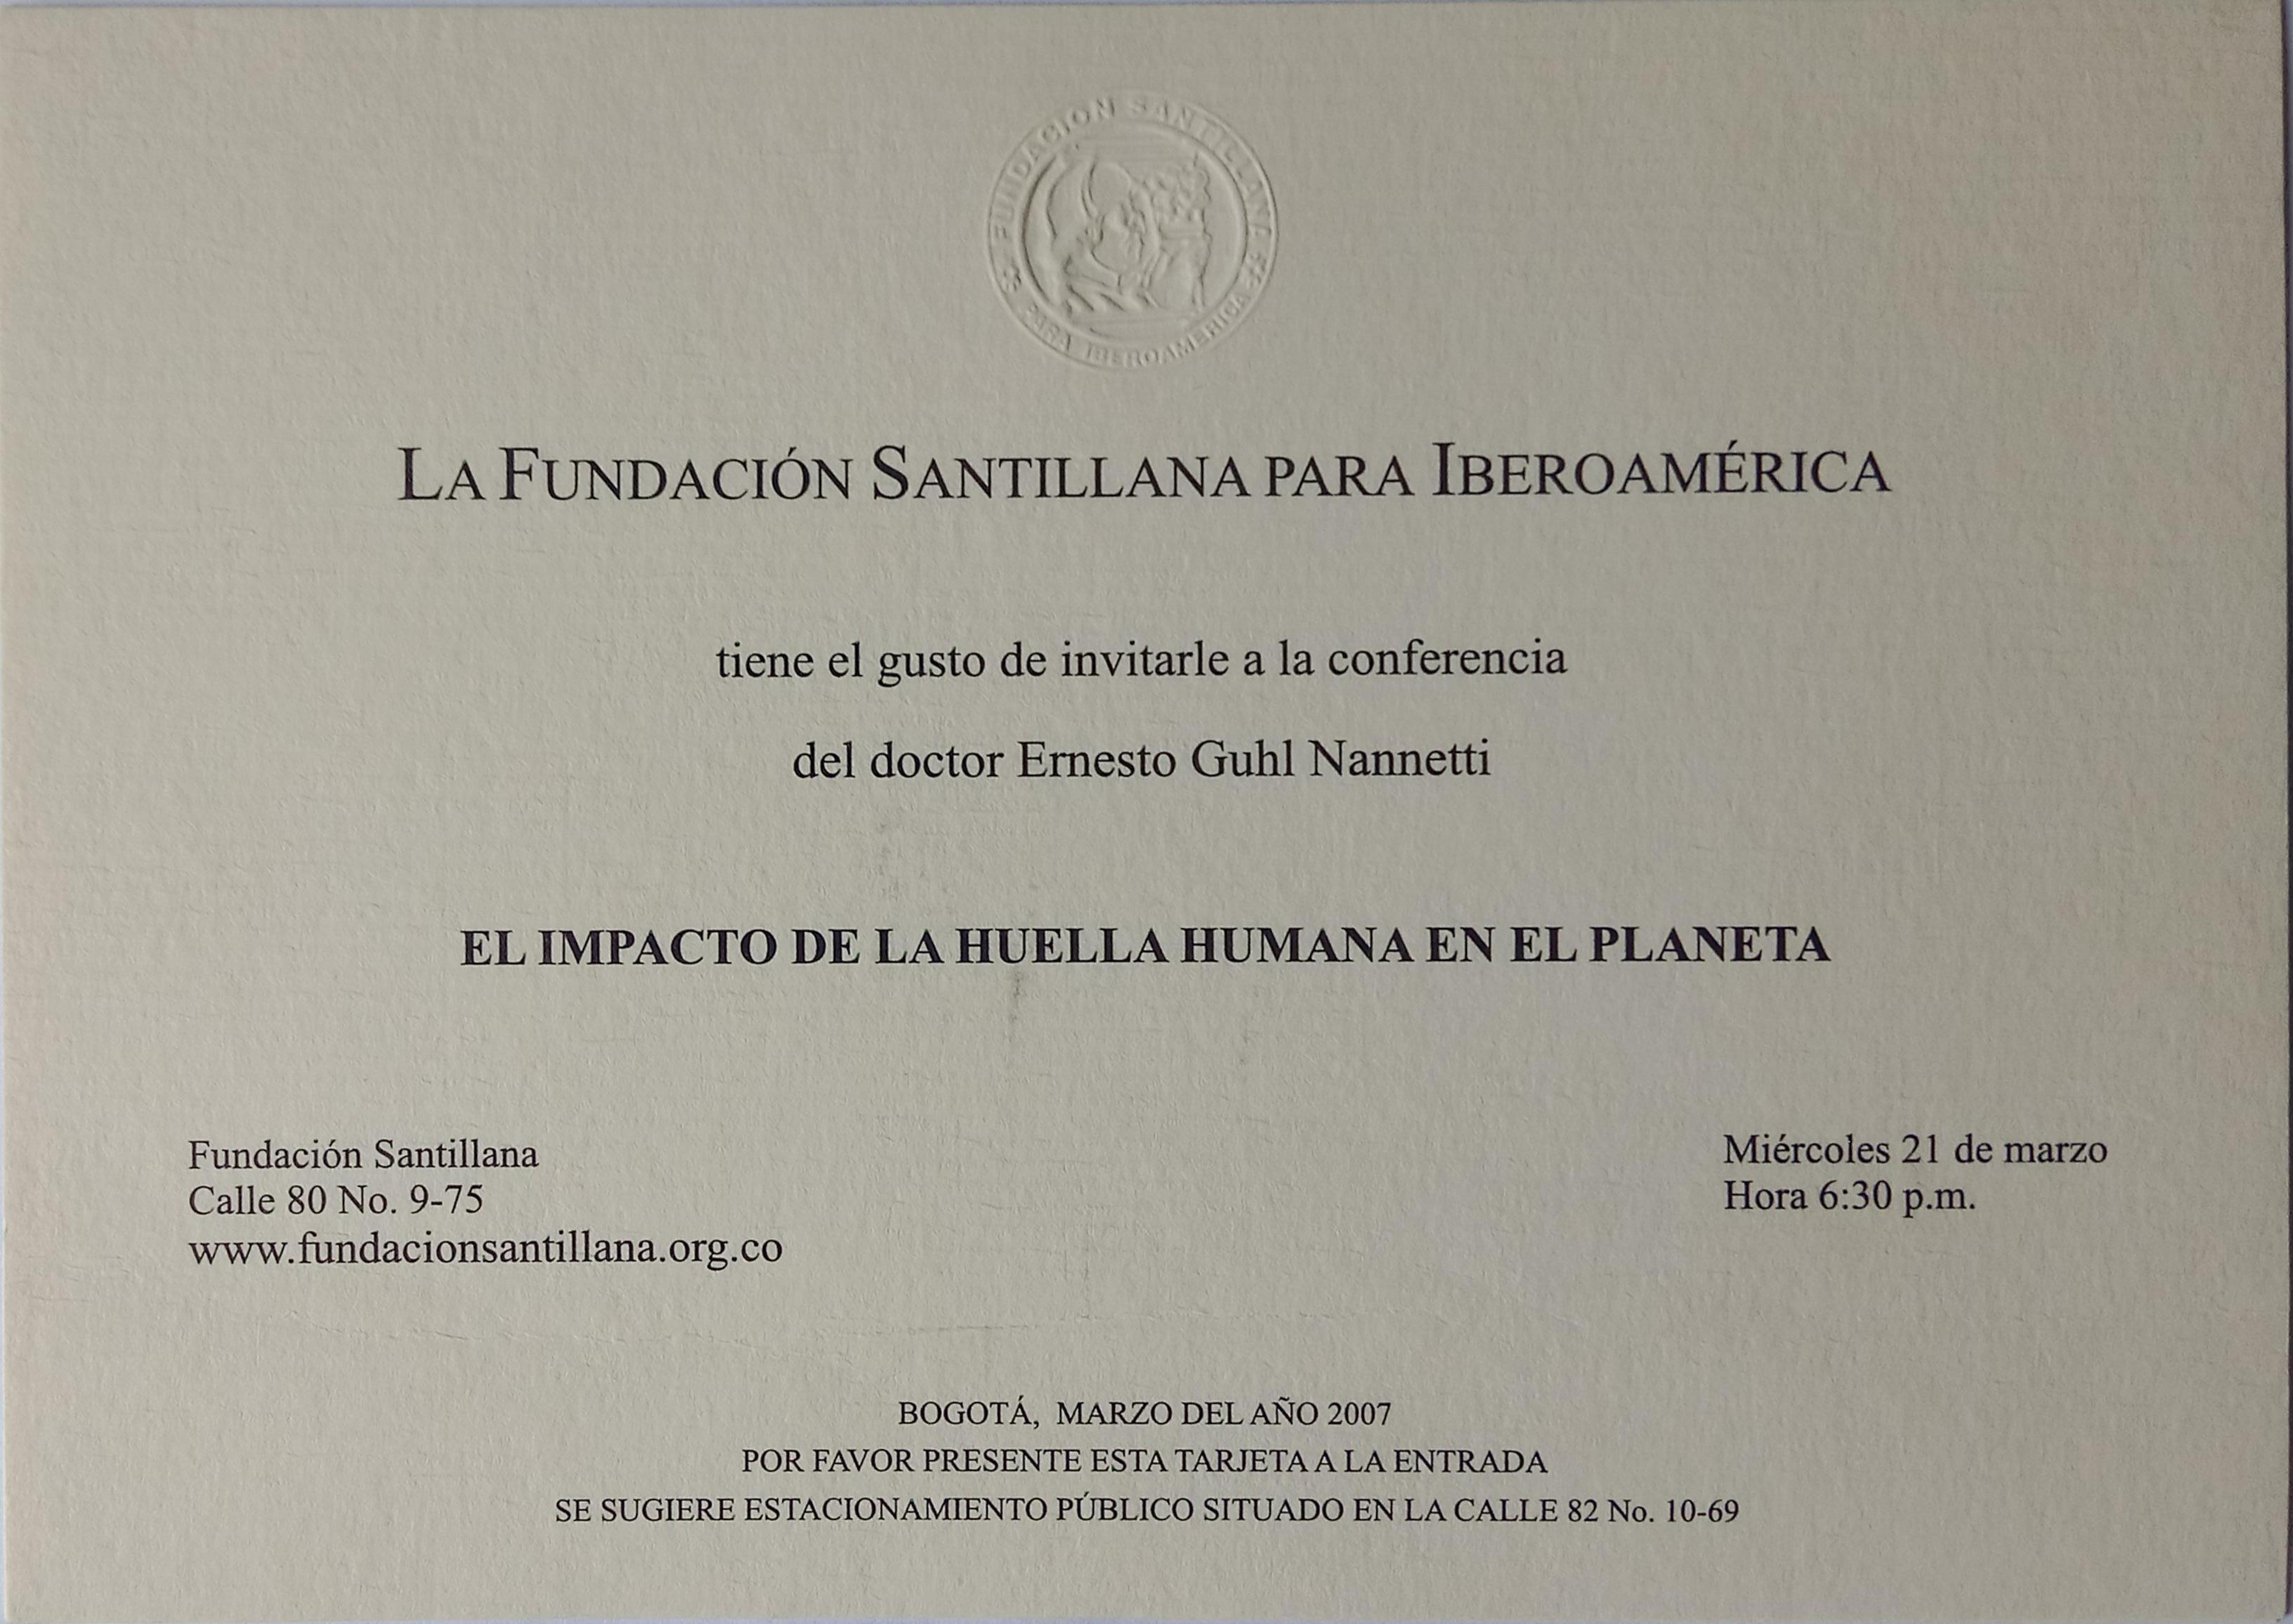 FUNDACION SANTILLANA
PARA IBEROAMERICA
LA FUNDACIÓN SANTILLANA PARA IBEROAMÉRICA
tiene el gusto de invitarle a la conferencia
del doctor Ernesto Guhl Nannetti
EL IMPACTO DE LA HUELLA HUMANA EN EL PLANETA
Fundación Santillana
Calle 80 No. 9-75
www.fundacionsantillana.org.co
Miércoles 21 de marzo
Hora 6:30 p.m.
BOGOTÁ, MARZO DEL AÑO 2007
POR FAVOR PRESENTE ESTA TARJETA A LA ENTRADA
SE SUGIERE ESTACIONAMIENTO PÚBLICO SITUADO EN LA CALLE 82 No. 10-69